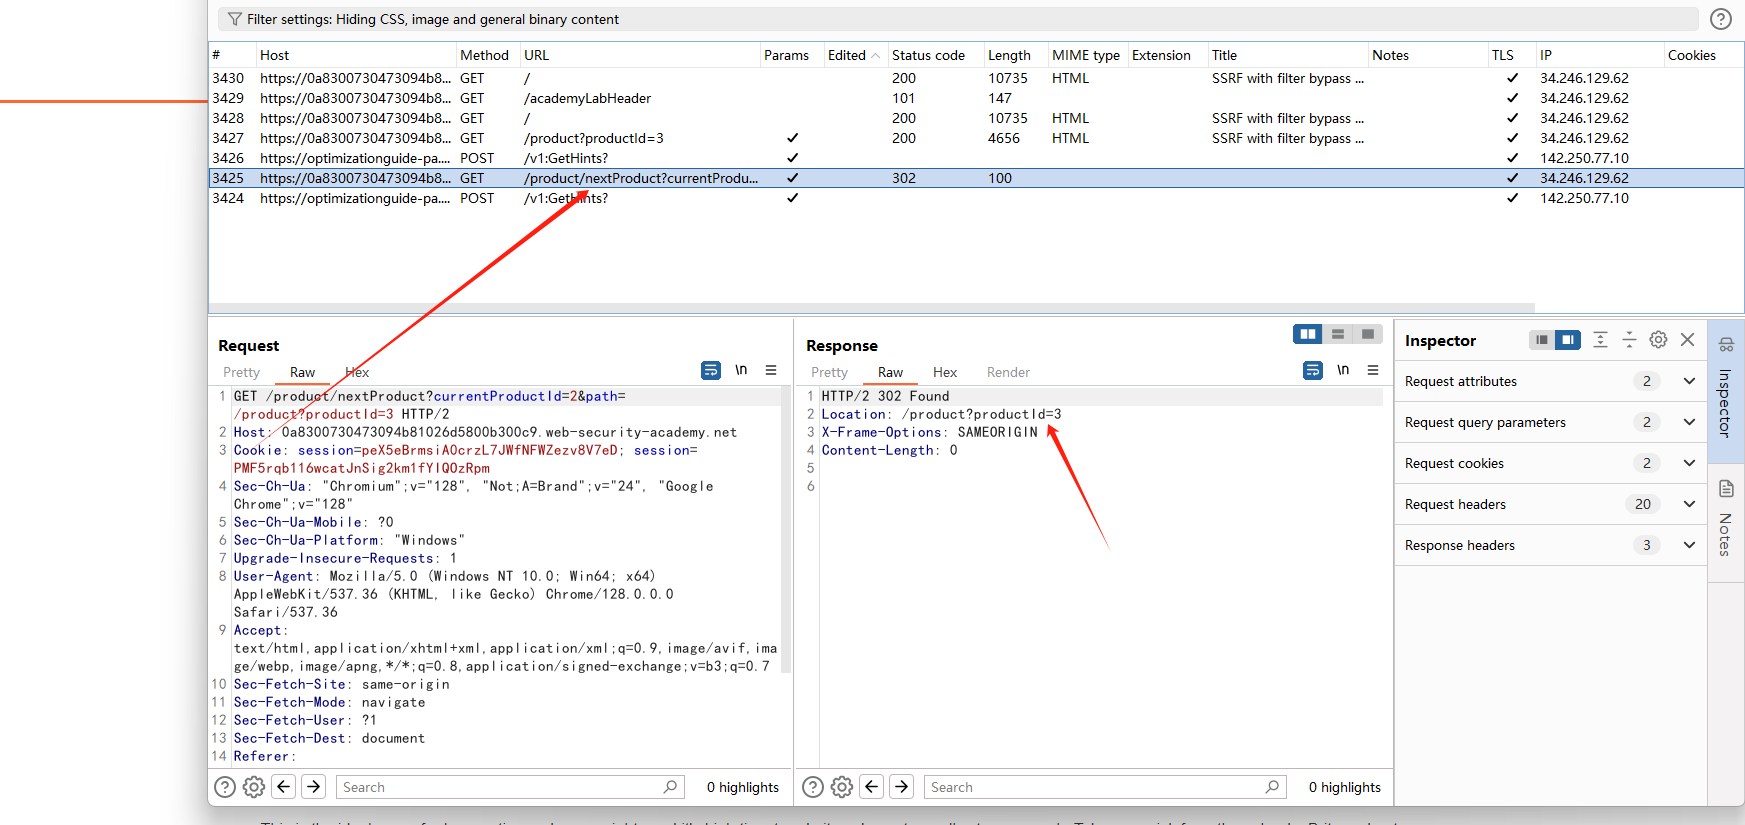 Filter settings: Hiding CSS, image and general binary content
# Host Method URL Params Edited Status code Length MIME type Extension Title Notes TLS IP Cookies
3430 https://0a8300730473094b8... GET / 200 10735 HTML SSRF with filter bypass ... ✓ 34.246.129.62
3429 https://0a8300730473094b8... GET /academyLabHeader 101 147 ✓ 34.246.129.62
3428 https://0a8300730473094b8... GET / 200 10735 HTML SSRF with filter bypass ... ✓ 34.246.129.62
3427 https://0a8300730473094b8... GET /product?productId=3 ✓ 200 4656 HTML SSRF with filter bypass ... ✓ 34.246.129.62
3426 https://optimizationguide-pa.... POST /v1:GetHints? ✓ ✓ 142.250.77.10
3425 https://0a8300730473094b8... GET /product/nextProduct?currentProdu... ✓ 302 100 ✓ 34.246.129.62
3424 https://optimizationguide-pa.... POST /v1:GetHints? ✓ ✓ 142.250.77.10
Request
Pretty Raw Hex \n
1 GET /product/nextProduct?currentProductId=2&path=
/product?productId=3 HTTP/2
2 Host: 0a8300730473094b81026d5800b300c9.web-security-academy.net
3 Cookie: session=peX5eBrmsiAOcrzL7JWfNFWZezv8V7eD; session=
PMF5rqb116wcatJnSig2km1fYIQOzRpm
4 Sec-Ch-Ua: "Chromium";v="128", "Not;A=Brand";v="24", "Google
Chrome";v="128"
5 Sec-Ch-Ua-Mobile: ?0
6 Sec-Ch-Ua-Platform: "Windows"
7 Upgrade-Insecure-Requests: 1
8 User-Agent: Mozilla/5.0 (Windows NT 10.0; Win64; x64)
AppleWebKit/537.36 (KHTML, like Gecko) Chrome/128.0.0.0
Safari/537.36
9 Accept:
text/html,application/xhtml+xml,application/xml;q=0.9,image/avif,ima
ge/webp,image/apng,*/*;q=0.8,application/signed-exchange;v=b3;q=0.7
10 Sec-Fetch-Site: same-origin
11 Sec-Fetch-Mode: navigate
12 Sec-Fetch-User: ?1
13 Sec-Fetch-Dest: document
14 Referer:
Search 0 highlights
Response
Pretty Raw Hex Render \n
1 HTTP/2 302 Found
2 Location: /product?productId=3
3 X-Frame-Options: SAMEORIGIN
4 Content-Length: 0
5
6
Search 0 highlights
Inspector
Request attributes 2
Request query parameters 2
Request cookies 2
Request headers 20
Response headers 3
Inspector
Notes